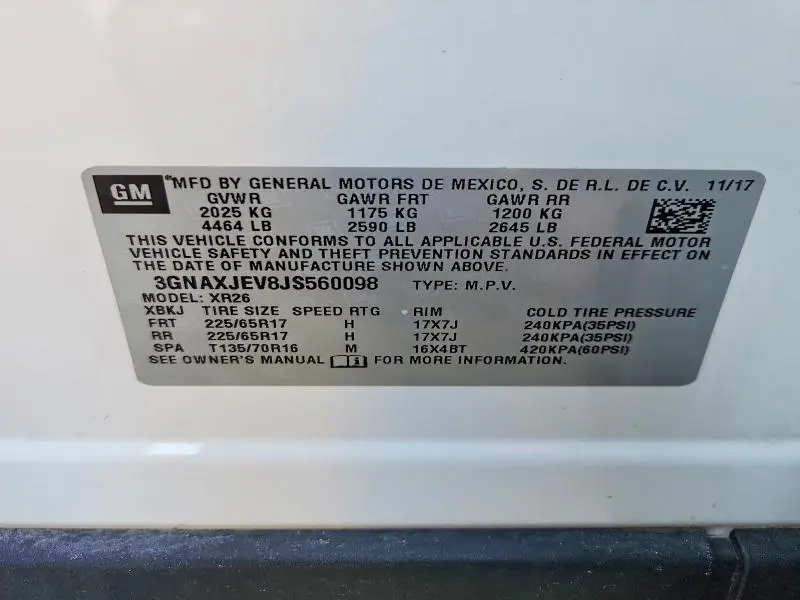 GM MFD BY GENERAL MOTORS DE MEXICO, S. DE R.L. DE C.V. 11/17
GVWR GAWR FRT GAWR RR
2025 KG 1175 KG 1200 KG
4464 LB 2590 LB 2645 LB
THIS VEHICLE CONFORMS TO ALL APPLICABLE U.S. FEDERAL MOTOR
VEHICLE SAFETY AND THEFT PREVENTION STANDARDS IN EFFECT ON
THE DATE OF MANUFACTURE SHOWN ABOVE.
3GNAXJEV8JS560098 TYPE: M.P.V.
MODEL: XR26
XBKJ TIRE SIZE SPEED RTG RIM COLD TIRE PRESSURE
FRT 225/65R17 H 17X7J 240KPA(35PSI)
RR 225/65R17 H 17X7J 240KPA(35PSI)
SPA T135/70R16 M 16X4BT 420KPA(60PSI)
SEE OWNER'S MANUAL FOR MORE INFORMATION.